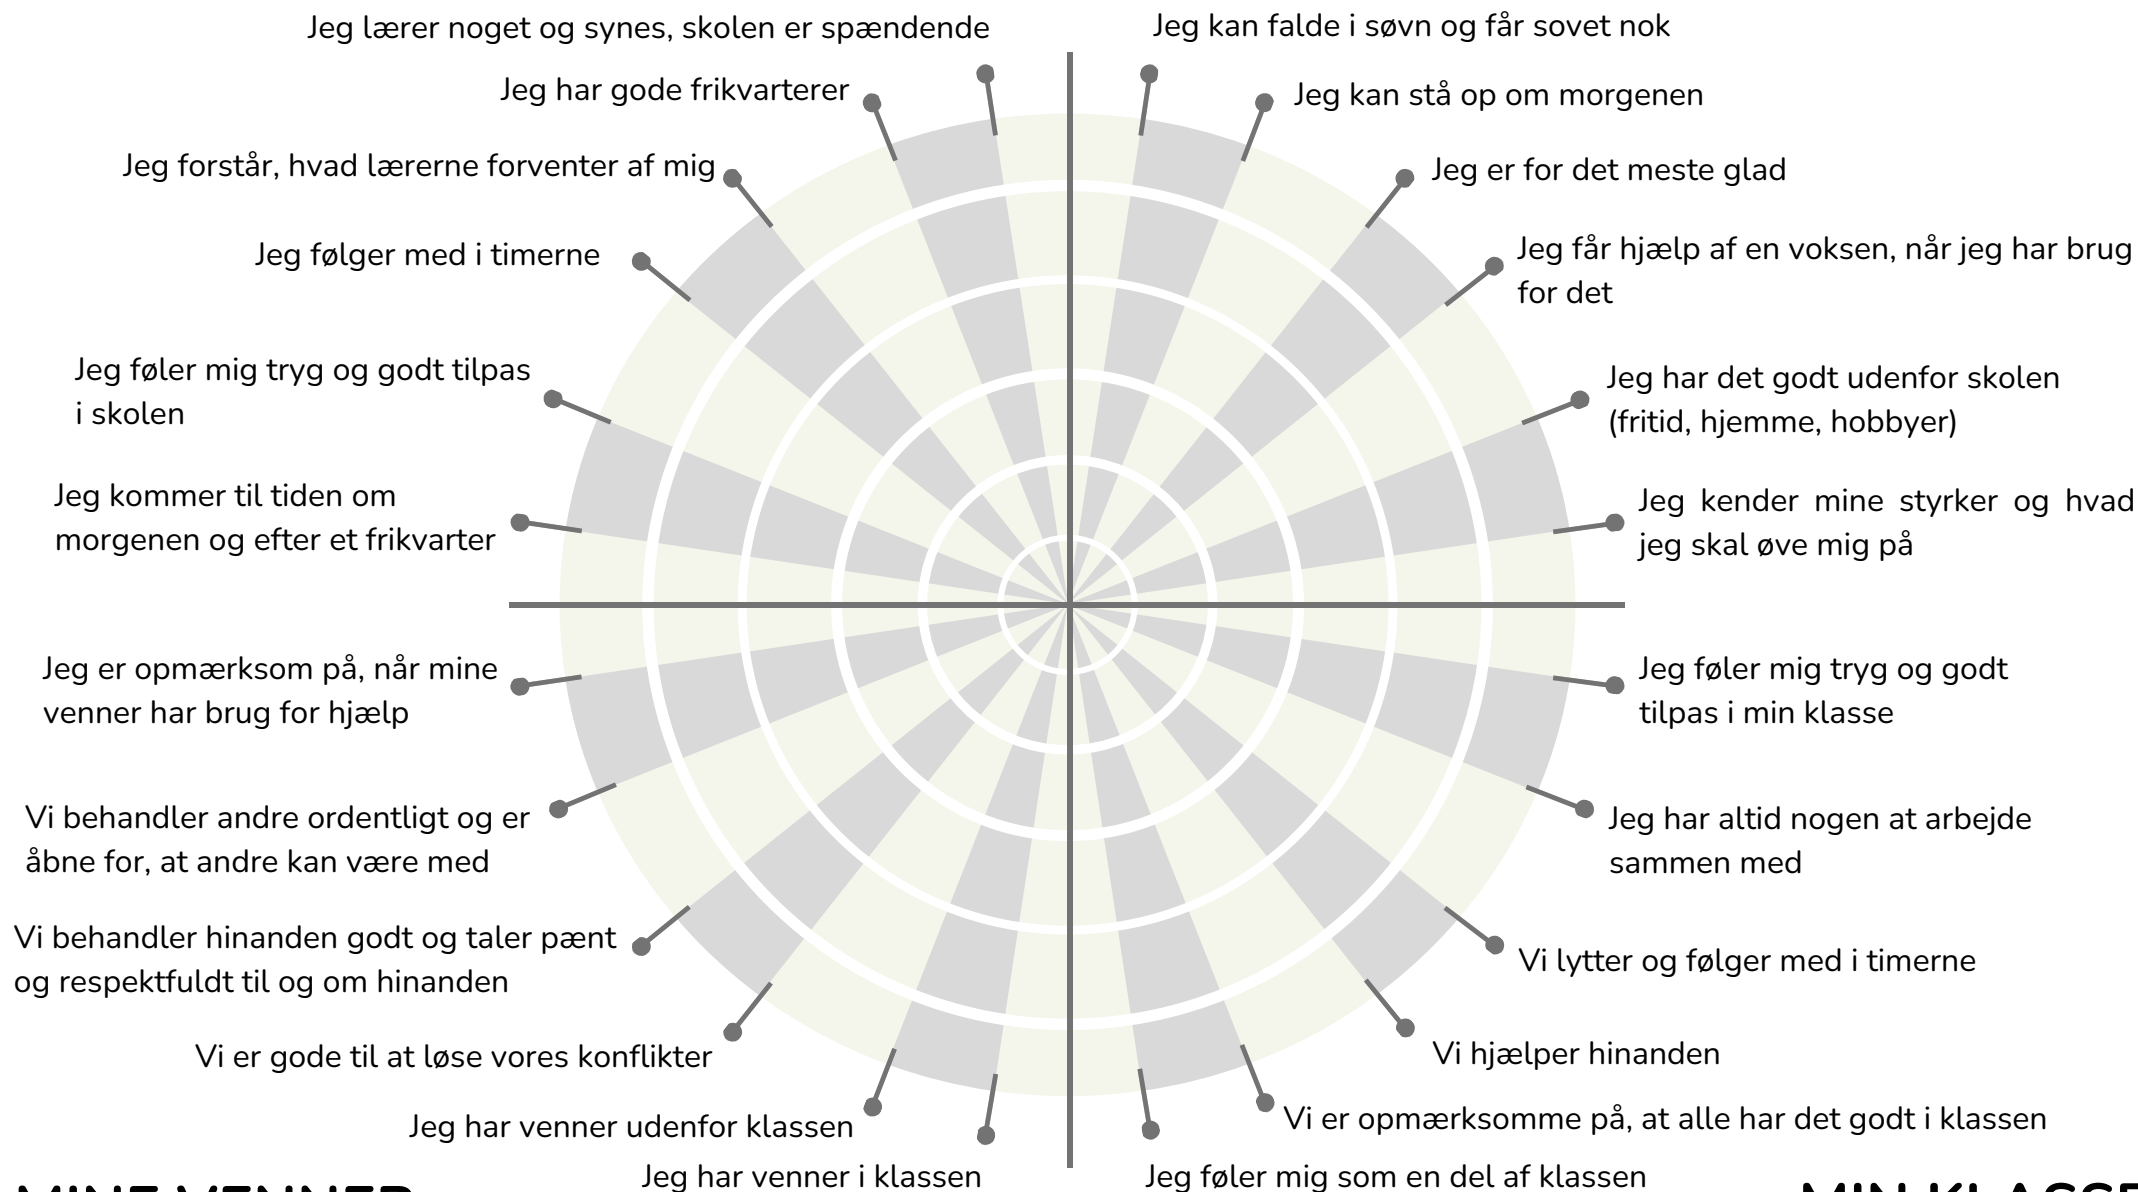 Jeg lærer noget og synes, skolen er spændende
Jeg har gode frikvarterer
Jeg forstår, hvad lærerne forventer af mig
Jeg følger med i timerne
Jeg føler mig tryg og godt tilpas
i skolen
Jeg kommer til tiden om
morgenen og efter et frikvarter
Jeg kan falde i søvn og får sovet nok
Jeg kan stå op om morgenen
Jeg er for det meste glad
Jeg får hjælp af en voksen, når jeg har brug
for det
Jeg har det godt udenfor skolen
(fritid, hjemme, hobbyer)
Jeg kender mine styrker og hvad
jeg skal øve mig på
Jeg er opmærksom på, når mine
venner har brug for hjælp
Vi behandler andre ordentligt og er
åbne for, at andre kan være med
Vi behandler hinanden godt og taler pænt
og respektfuldt til og om hinanden
Vi er gode til at løse vores konflikter
Jeg har venner udenfor klassen
Jeg har venner i klassen
MINE VENNER
Jeg føler mig tryg og godt
tilpas i min klasse
Jeg har altid nogen at arbejde
sammen med
Vi lytter og følger med i timerne
Vi hjælper hinanden
Vi er opmærksomme på, at alle har det godt i klassen
Jeg føler mig som en del af klassen
MIN KLASSE